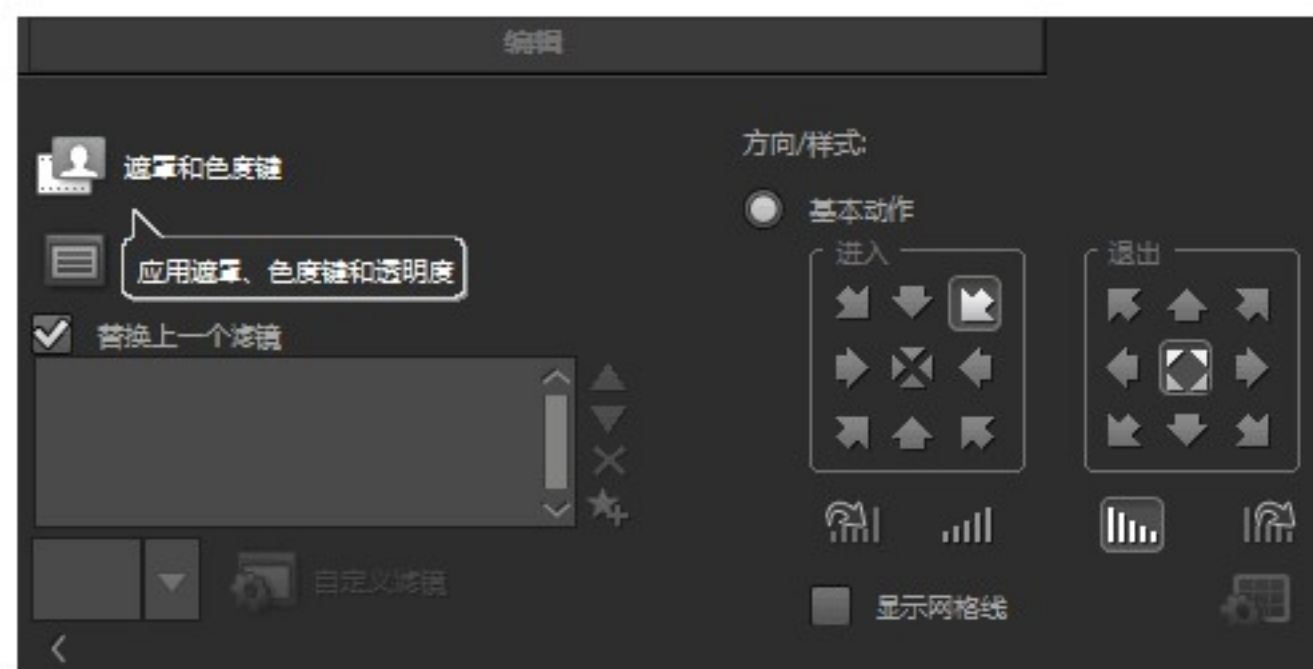 编辑
遮罩和色度键
应用遮罩、色度键和透明度
替换上一个滤镜
自定义滤镜
方向/样式:
基本动作
进入
退出
显示网格线